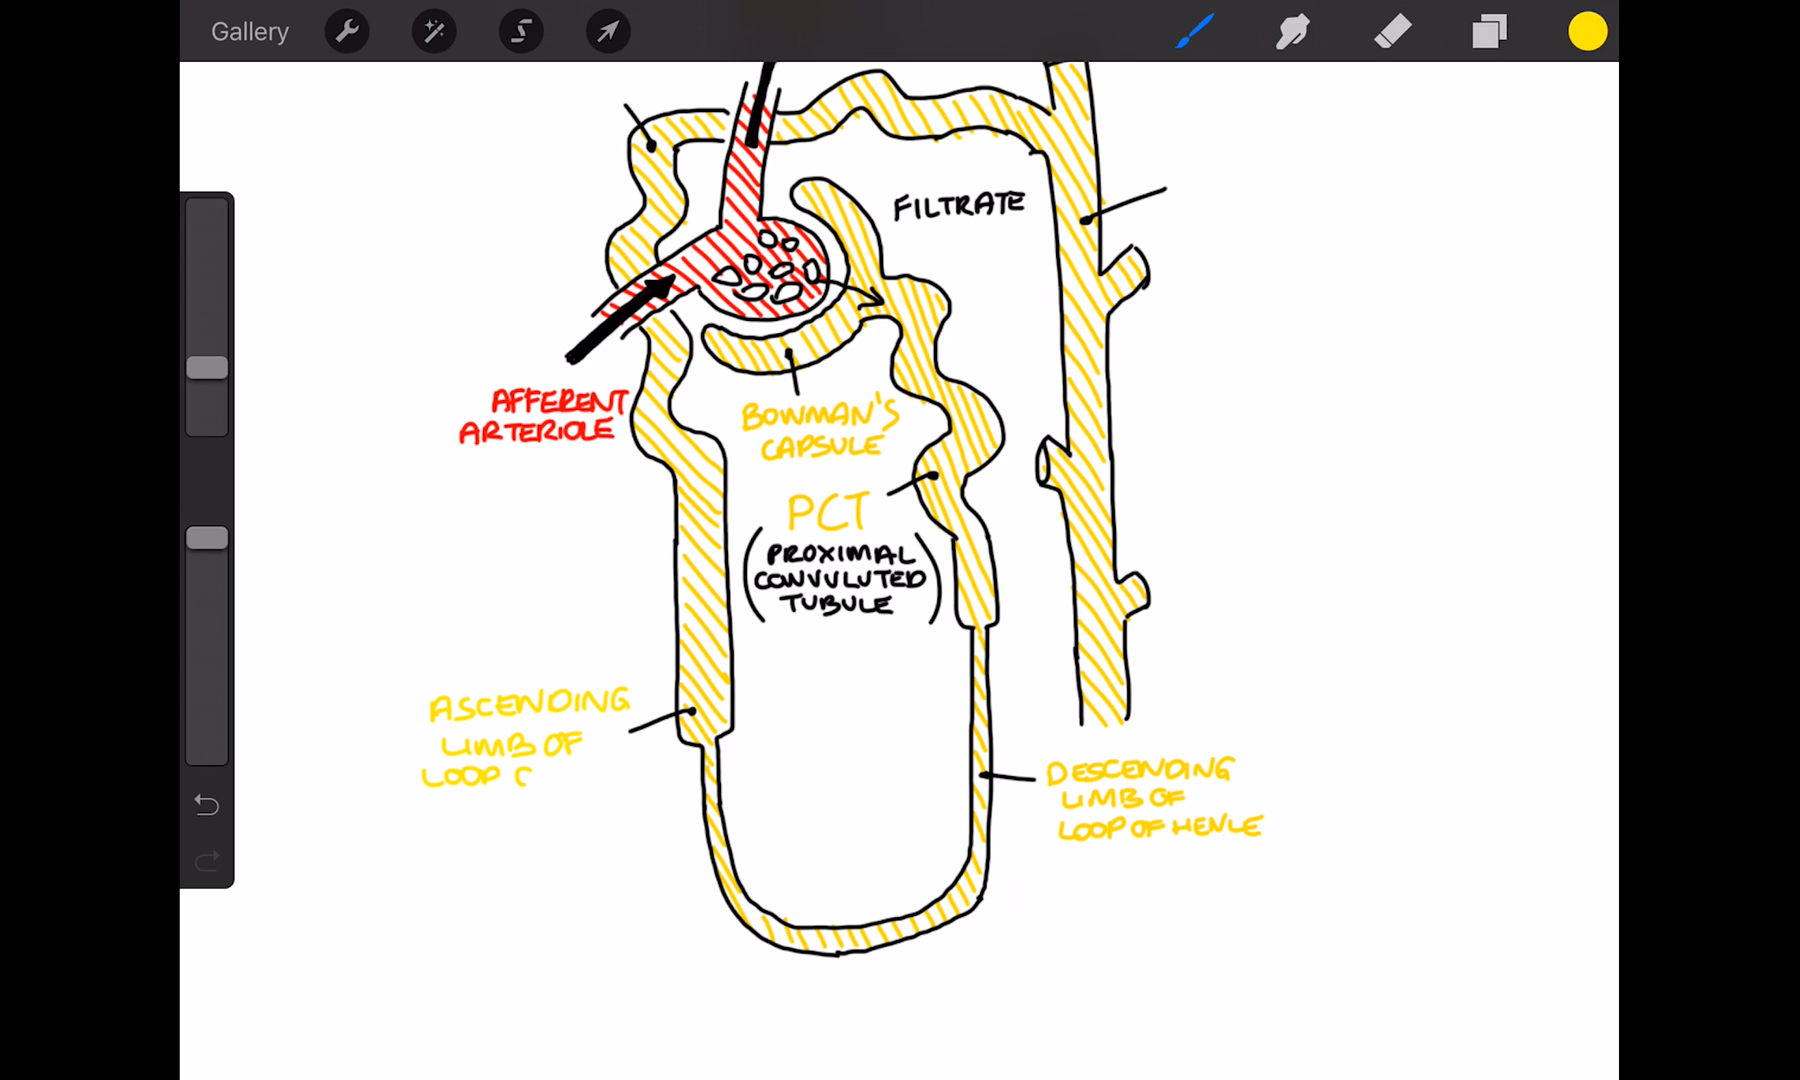 Gallery
FILTRATE
AFFERENT
ARTERIOLE
BOWMAN'S
CAPSULE
PCT
(PROXIMAL
CONVULUTED
TUBULE)
ASCENDING
LIMB OF
LOOP
DESCENDING
LIMB OF
LOOP OF HENLE